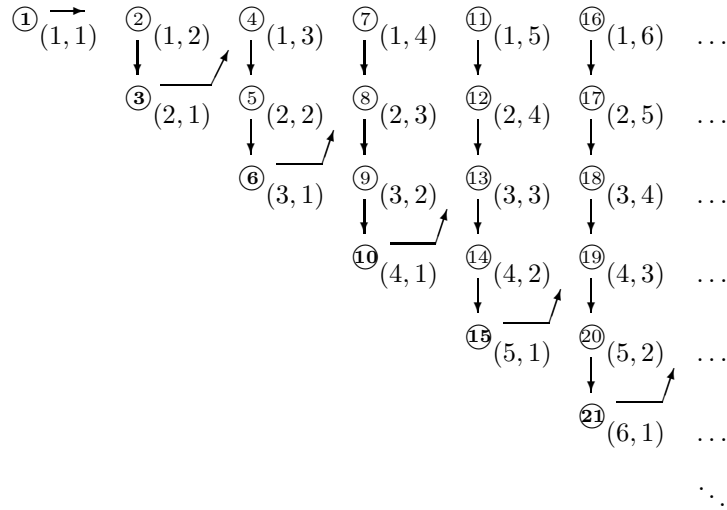 ① (1, 1) ② (1, 2) ④ (1, 3) ⑦ (1, 4) ⑪ (1, 5) ⑯ (1, 6) …
③ (2, 1) ⑤ (2, 2) ⑧ (2, 3) ⑫ (2, 4) ⑰ (2, 5) …
⑥ (3, 1) ⑨ (3, 2) ⑬ (3, 3) ⑱ (3, 4) …
⑩ (4, 1) ⑭ (4, 2) ⑲ (4, 3) …
⑮ (5, 1) ⑳ (5, 2) …
㉑ (6, 1) …
⋱